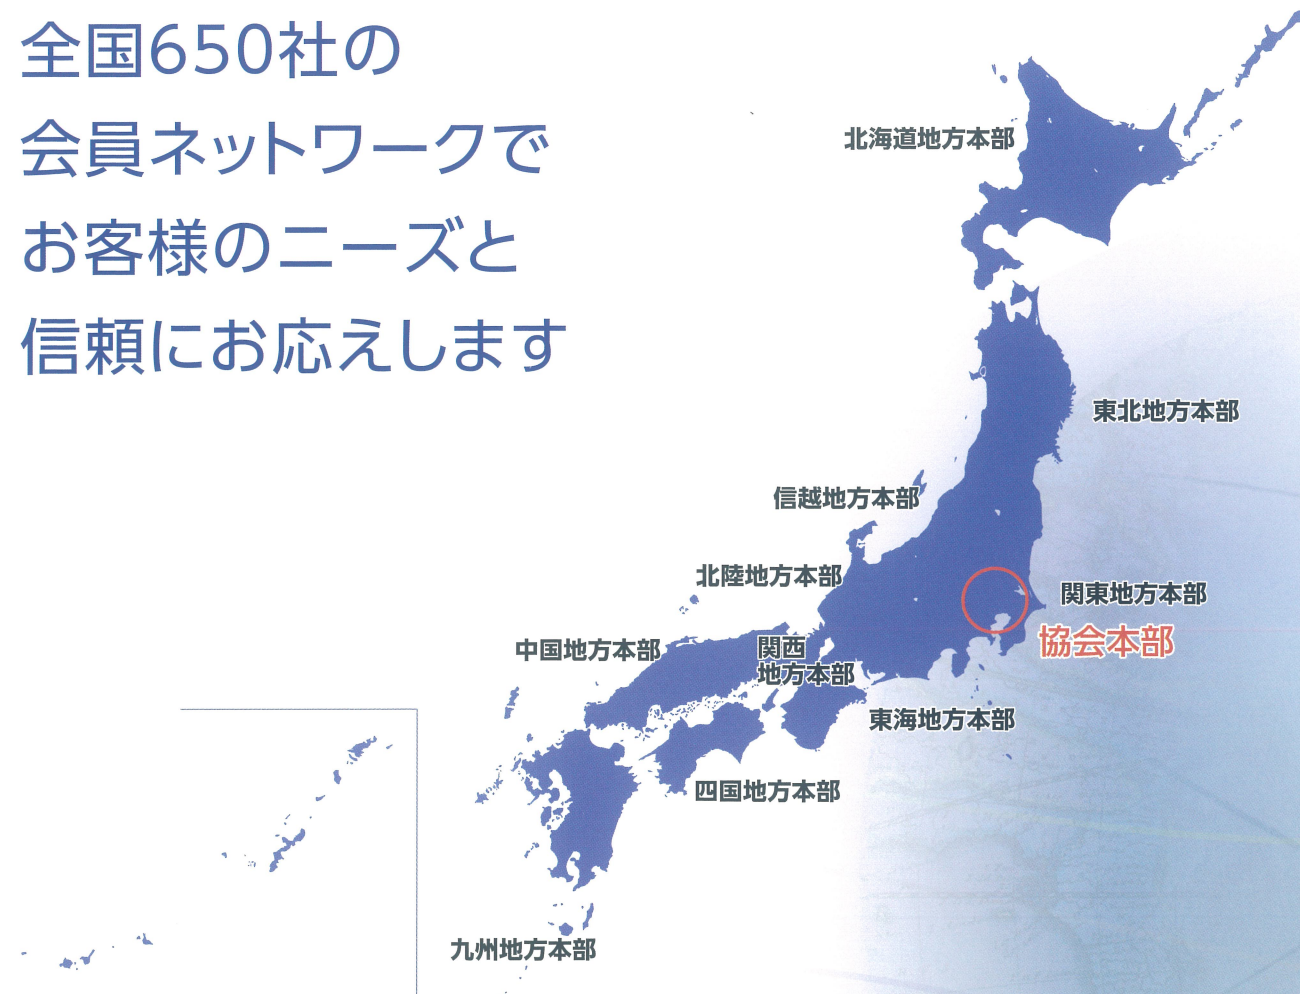 全国650社の
会員ネットワークで
お客様のニーズと
信頼にお応えします
北海道地方本部
東北地方本部
信越地方本部
北陸地方本部
関東地方本部
協会本部
中国地方本部
関西
地方本部
東海地方本部
四国地方本部
九州地方本部